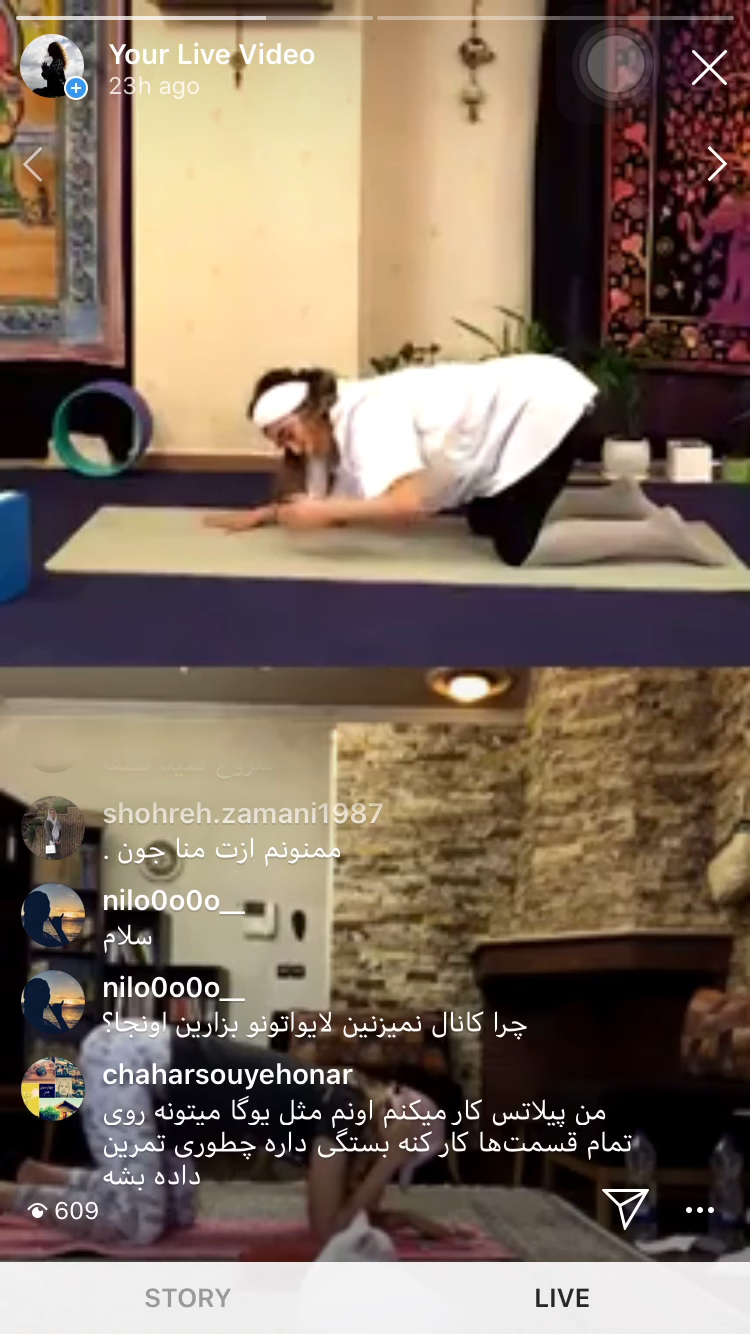 Your Live Video
23h ago
shohreh.zamani1987
ممنونم ازت منا جون .
nilo0o0o__
سلام
nilo0o0o__
چرا کانال نمیزنین لایواتونو بزارین اونجا؟
chaharsouyehonar
من پیلاتس کار میکنم اونم مثل یوگا میتونه روی
تمام قسمت‌ها کار کنه بستگی داره چطوری تمرین
داده بشه
609
STORY
LIVE